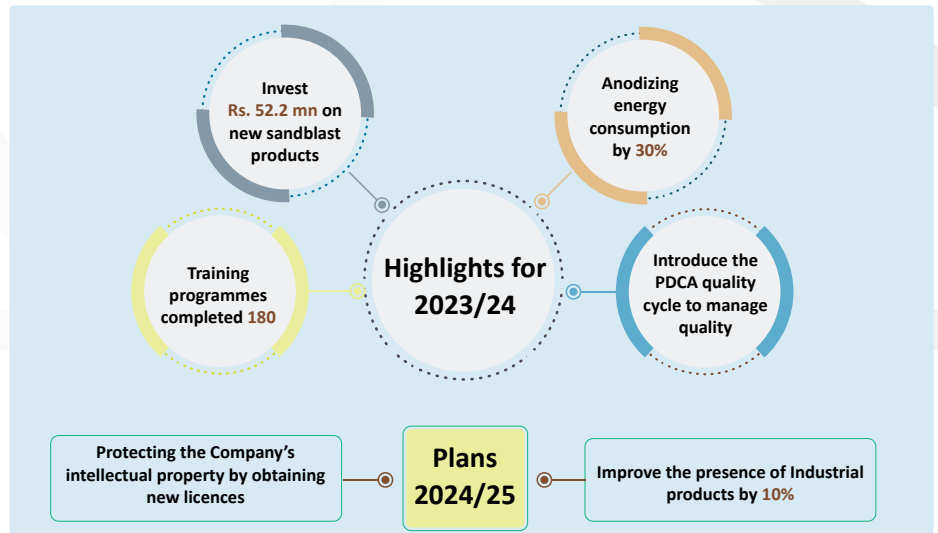 Invest
Rs. 52.2 mn on
new sandblast
products
Anodizing
energy
consumption
by 30%
Training
programmes
completed 180
Highlights for
2023/24
Introduce the
PDCA quality
cycle to manage
quality
Protecting the Company’s
intellectual property by obtaining
new licences
Plans
2024/25
Improve the presence of Industrial
products by 10%